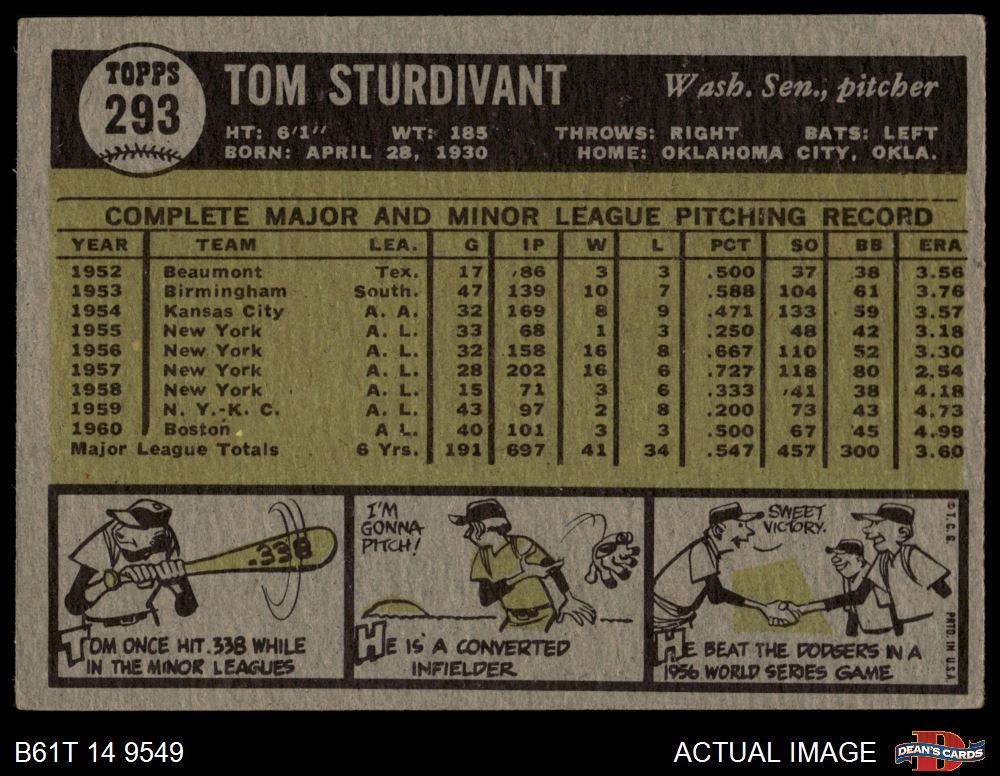 TOPPS
293
TOM STURDIVANT
Wash. Sen., pitcher
HT: 6'1" WT: 185 THROWS: RIGHT BATS: LEFT
BORN: APRIL 28, 1930 HOME: OKLAHOMA CITY, OKLA.
COMPLETE MAJOR AND MINOR LEAGUE PITCHING RECORD
YEAR TEAM LEA. G IP W L PCT SO BB ERA
1952 Beaumont Tex. 17 86 3 3 .500 37 38 3.56
1953 Birmingham South. 47 139 10 7 .588 104 61 3.76
1954 Kansas City A. A. 32 169 8 9 .471 133 59 3.57
1955 New York A. L. 33 68 1 3 .250 48 42 3.18
1956 New York A. L. 32 158 16 8 .667 110 52 3.30
1957 New York A. L. 28 202 16 6 .727 118 80 2.54
1958 New York A. L. 15 71 3 6 .333 41 38 4.18
1959 N. Y.-K. C. A. L. 43 97 2 8 .200 73 43 4.73
1960 Boston A L. 40 101 3 3 .500 67 45 4.99
Major League Totals 6 Yrs. 191 697 41 34 .547 457 300 3.60
.338
TOM ONCE HIT .338 WHILE
IN THE MINOR LEAGUES
I'M
GONNA
PITCH!
HE IS A CONVERTED
INFIELDER
SWEET
VICTORY.
HE BEAT THE DODGERS IN A
1956 WORLD SERIES GAME
© T. C. G. PRTD. IN U.S.A.
B61T 14 9549
ACTUAL IMAGE
D
DEAN'S CARDS